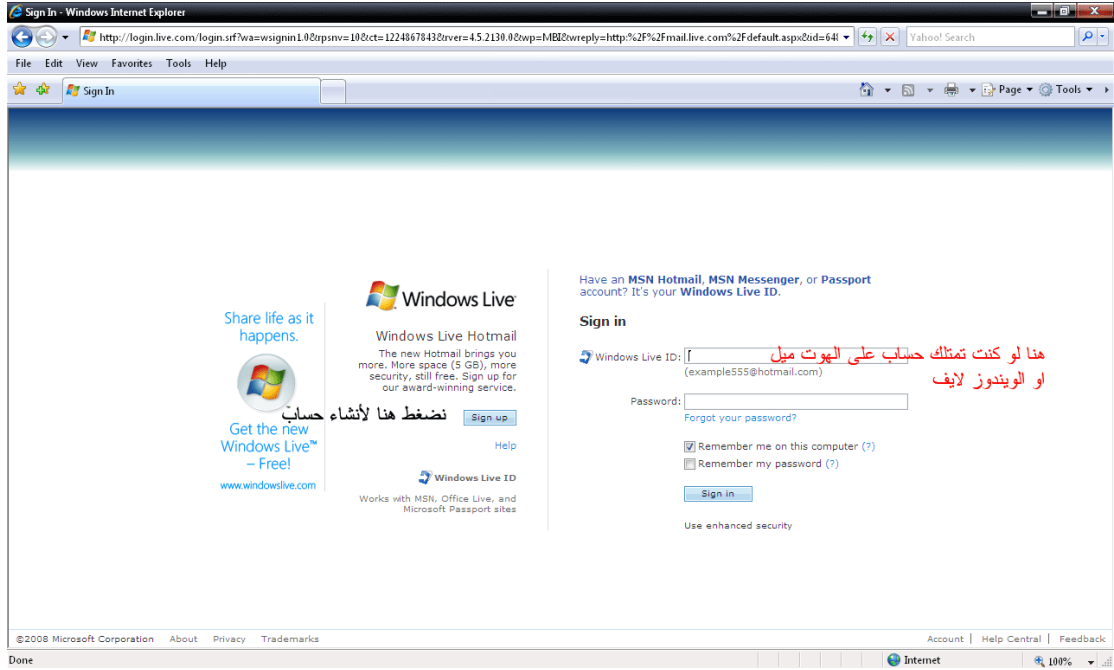 Sign In - Windows Internet Explorer
http://login.live.com/login.srf?wa=wsignin1.0&rpsnv=10&ct=1224867843&rver=4.5.2130.0&wp=MBI&wreply=http:%2F%2Fmail.live.com%2Fdefault.aspx&id=641
Yahoo! Search
File Edit View Favorites Tools Help
Sign In
Page Tools
Share life as it
happens.
Get the new
Windows Live™
– Free!
www.windowslive.com
Windows Live
Windows Live Hotmail
The new Hotmail brings you
more. More space (5 GB), more
security, still free. Sign up for
our award-winning service.
Sign up
نضغط هنا لأنشاء حساب
Help
Windows Live ID
Works with MSN, Office Live, and
Microsoft Passport sites
Have an MSN Hotmail, MSN Messenger, or Passport
account? It's your Windows Live ID.
Sign in
Windows Live ID:
هنا لو كنت تمتلك حساب على الهوت ميل
او الويندوز لايف
(example555@hotmail.com)
Password:
Forgot your password?
Remember me on this computer (?)
Remember my password (?)
Sign in
Use enhanced security
©2008 Microsoft Corporation About Privacy Trademarks
Account | Help Central | Feedback
Done
Internet
100%